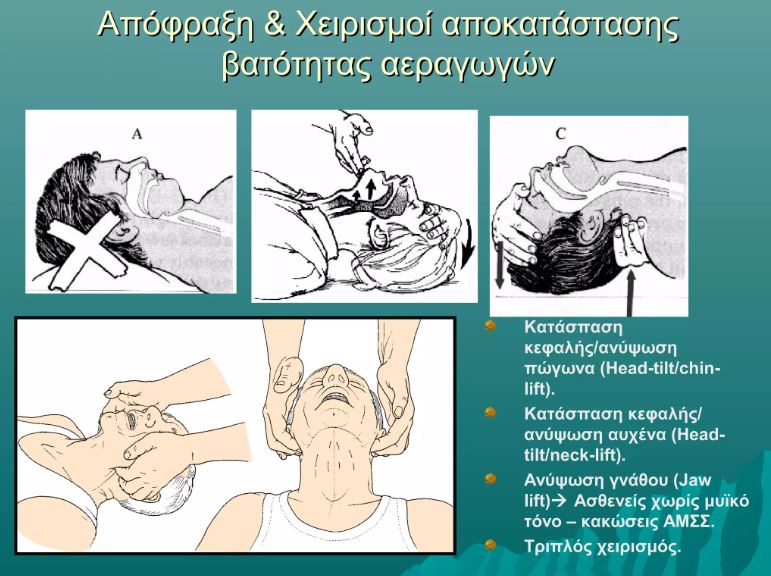 Απόφραξη & Χειρισμοί αποκατάστασης
βατότητας αεραγωγών
A
C
Κατάσπαση
κεφαλής/ανύψωση
πώγωνα (Head-tilt/chin-
lift).
Κατάσπαση κεφαλής/
ανύψωση αυχένα (Head-
tilt/neck-lift).
Ανύψωση γνάθου (Jaw
lift)→ Ασθενείς χωρίς μυϊκό
τόνο – κακώσεις ΑΜΣΣ.
Τριπλός χειρισμός.